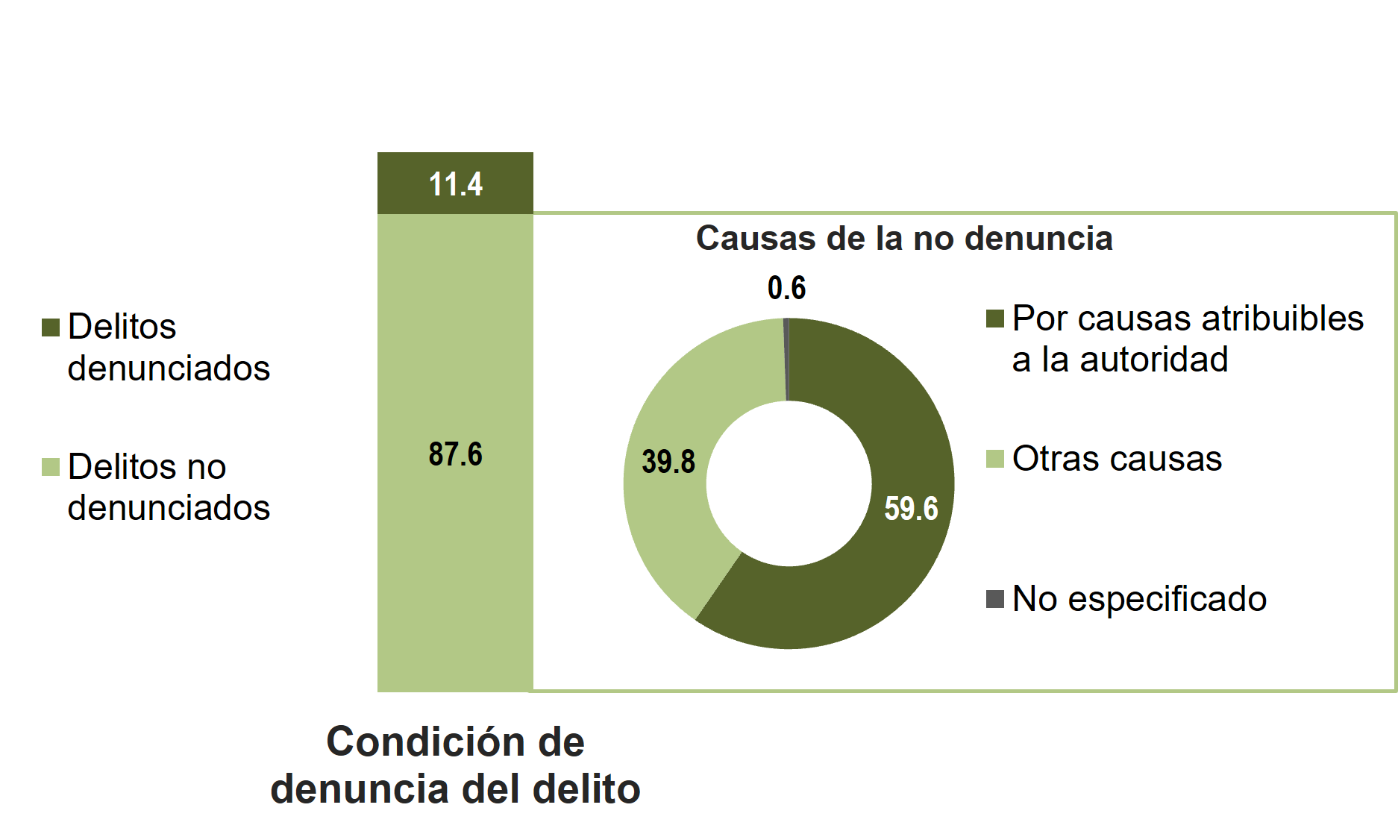 11.4
87.6
Delitos
denunciados
Delitos no
denunciados
Condición de
denuncia del delito
Causas de la no denuncia
0.6
39.8
59.6
Por causas atribuibles
a la autoridad
Otras causas
No especificado